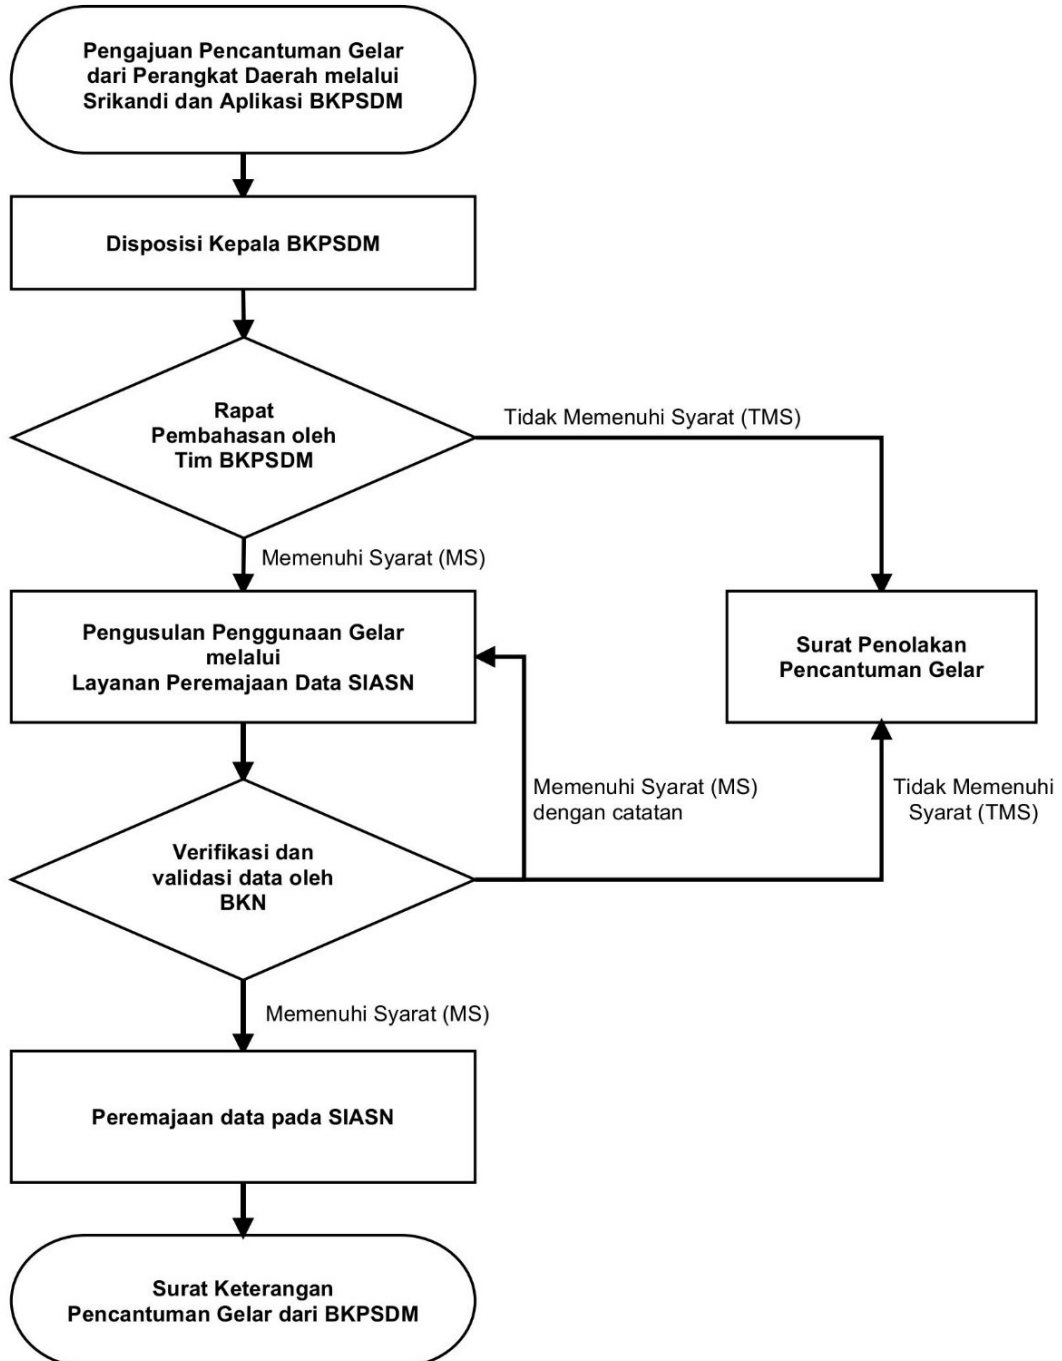 Pengajuan Pencantuman Gelar
dari Perangkat Daerah melalui
Srikandi dan Aplikasi BKPSDM
Disposisi Kepala BKPSDM
Rapat
Pembahasan oleh
Tim BKPSDM
Tidak Memenuhi Syarat (TMS)
Memenuhi Syarat (MS)
Pengusulan Penggunaan Gelar
melalui
Layanan Peremajaan Data SIASN
Surat Penolakan
Pencantuman Gelar
Memenuhi Syarat (MS)
dengan catatan
Tidak Memenuhi
Syarat (TMS)
Verifikasi dan
validasi data oleh
BKN
Memenuhi Syarat (MS)
Peremajaan data pada SIASN
Surat Keterangan
Pencantuman Gelar dari BKPSDM